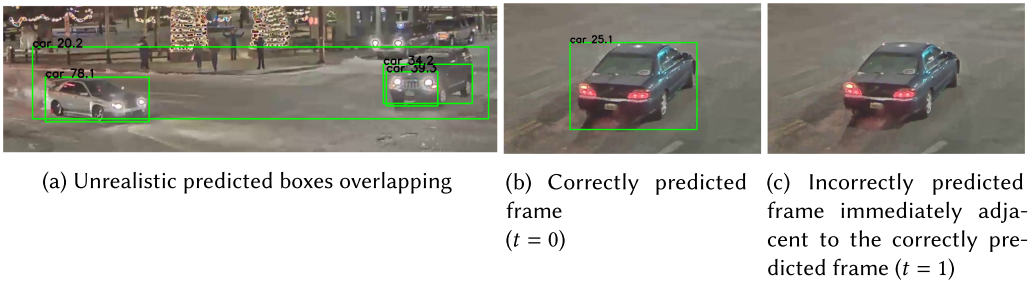 car 20.2
car 78.1
car 34.2
car 39.5
car 25.1
(a) Unrealistic predicted boxes overlapping
(b) Correctly predicted
frame
(t = 0)
(c) Incorrectly predicted
frame immediately adja-
cent to the correctly pre-
dicted frame (t = 1)